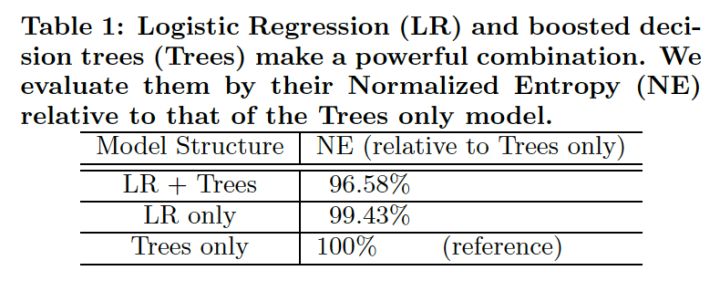 Table 1: Logistic Regression (LR) and boosted deci-
sion trees (Trees) make a powerful combination. We
evaluate them by their Normalized Entropy (NE)
relative to that of the Trees only model.
Model Structure NE (relative to Trees only)
LR + Trees 96.58%
LR only 99.43%
Trees only 100% (reference)